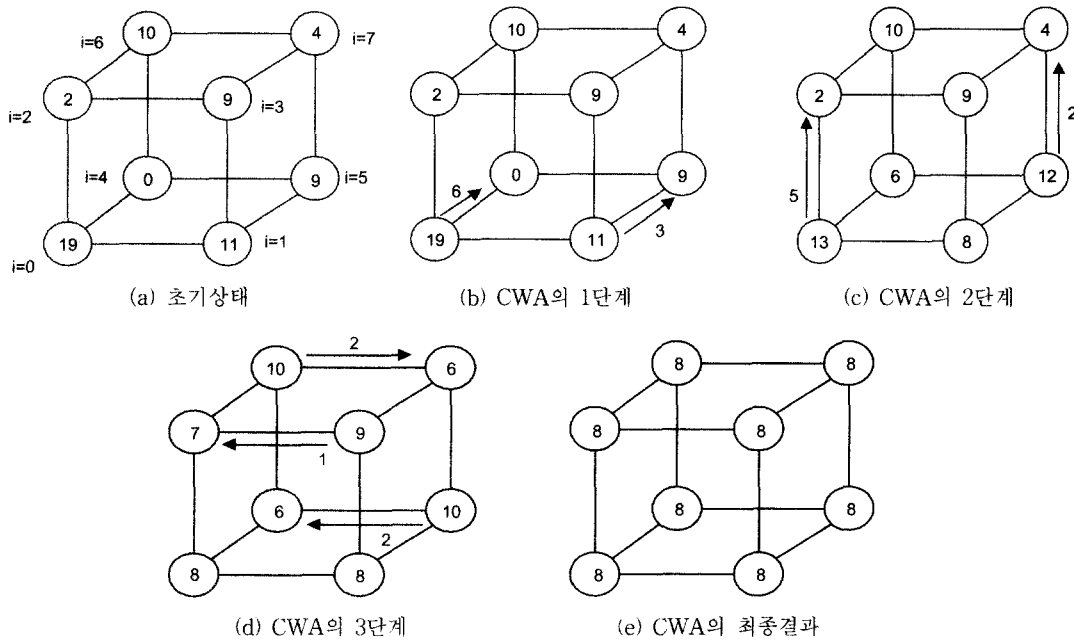 10 4 i=7
i=6
2 9 i=3
i=2
i=4 0 9 i=5
19 11 i=1
i=0
(a) 초기상태
10 4
2 9
0 9
6
19 11 3
(b) CWA의 1단계
10 4
2 9 2
6 12
5
13 8
(c) CWA의 2단계
2
10 6
7 9
1
6 10
2
8 8
(d) CWA의 3단계
8 8
8 8
8 8
8 8
(e) CWA의 최종결과